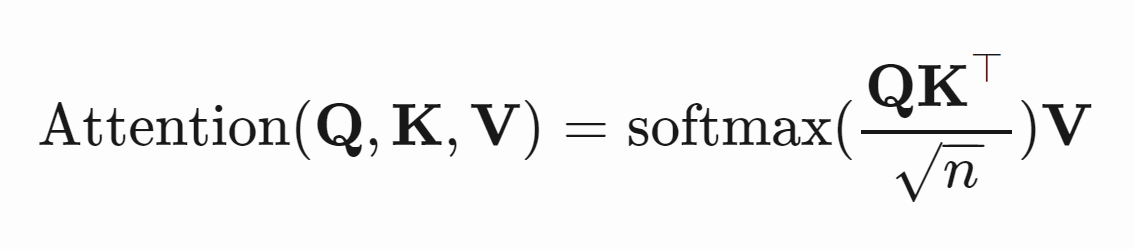 Attention(𝐐, 𝐊, 𝐕) = softmax(𝐐𝐊^⊤/√n)𝐕